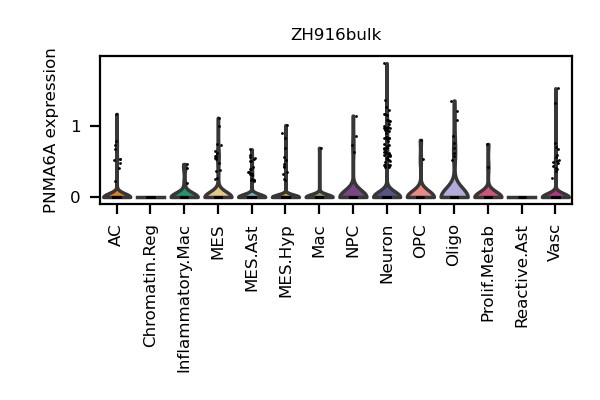 ZH916bulk
PNMA6A expression
1
0
AC
Chromatin.Reg
Inflammatory.Mac
MES
MES.Ast
MES.Hyp
Mac
NPC
Neuron
OPC
Oligo
Prolif.Metab
Reactive.Ast
Vasc